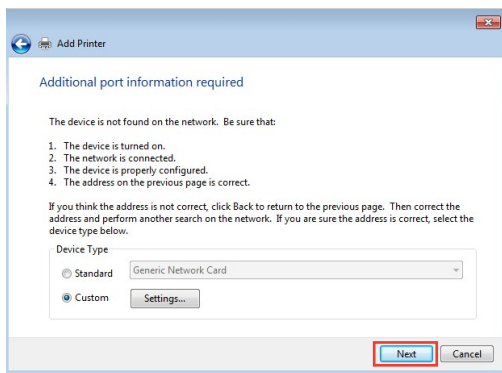 Add Printer
Additional port information required
The device is not found on the network. Be sure that:
1. The device is turned on.
2. The network is connected.
3. The device is properly configured.
4. The address on the previous page is correct.
If you think the address is not correct, click Back to return to the previous page. Then correct the
address and perform another search on the network. If you are sure the address is correct, select the
device type below.
Device Type
Standard
Generic Network Card
Custom
Settings...
Next
Cancel